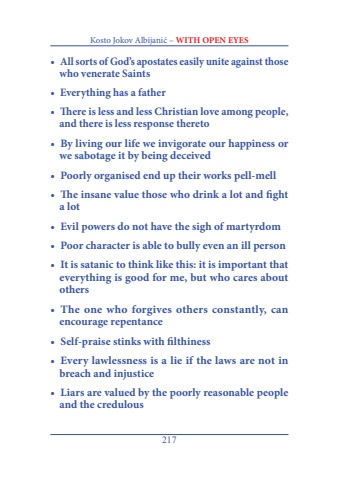 Kosto Jokov Albijanić – WITH OPEN EYES
• All sorts of God's apostates easily unite against those
who venerate Saints
• Everything has a father
• There is less and less Christian love among people,
and there is less response thereto
• By living our life we invigorate our happiness or
we sabotage it by being deceived
• Poorly organised end up their works pell-mell
• The insane value those who drink a lot and fight
a lot
• Evil powers do not have the sigh of martyrdom
• Poor character is able to bully even an ill person
• It is satanic to think like this: it is important that
everything is good for me, but who cares about
others
• The one who forgives others constantly, can
encourage repentance
• Self-praise stinks with filthiness
• Every lawlessness is a lie if the laws are not in
breach and injustice
• Liars are valued by the poorly reasonable people
and the credulous
217